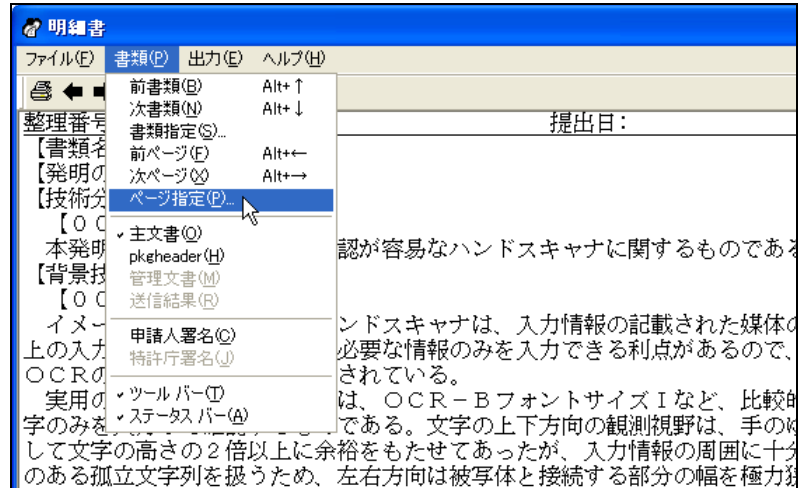 明細書
ファイル(F) 書類(P) 出力(E) ヘルプ(H)
前書類(B) Alt+↑
次書類(N) Alt+↓
書類指定(S)...
前ページ(F) Alt+←
次ページ(X) Alt+→
ページ指定(P)...
✓主文書(O)
pkgheader(H)
管理文書(M)
送信結果(R)
申請人署名(C)
特許庁署名(J)
✓ツール バー(T)
✓ステータス バー(A)
整理番号 提出日:
【書類名
【発明の
【技術分
【００
本発明 認が容易なハンドスキャナに関するものである
【背景技
【００
イメー ンドスキャナは、入力情報の記載された媒体の
上の入力 必要な情報のみを入力できる利点があるので、
ＯＣＲの されている。
実用の は、ＯＣＲ－ＢフォントサイズＩなど、比較的
字のみを である。文字の上下方向の観測視野は、手のゆ
して文字の高さの２倍以上に余裕をもたせてあったが、入力情報の周囲に十分
のある孤立文字列を扱うため、左右方向は被写体と接続する部分の幅を極力狭